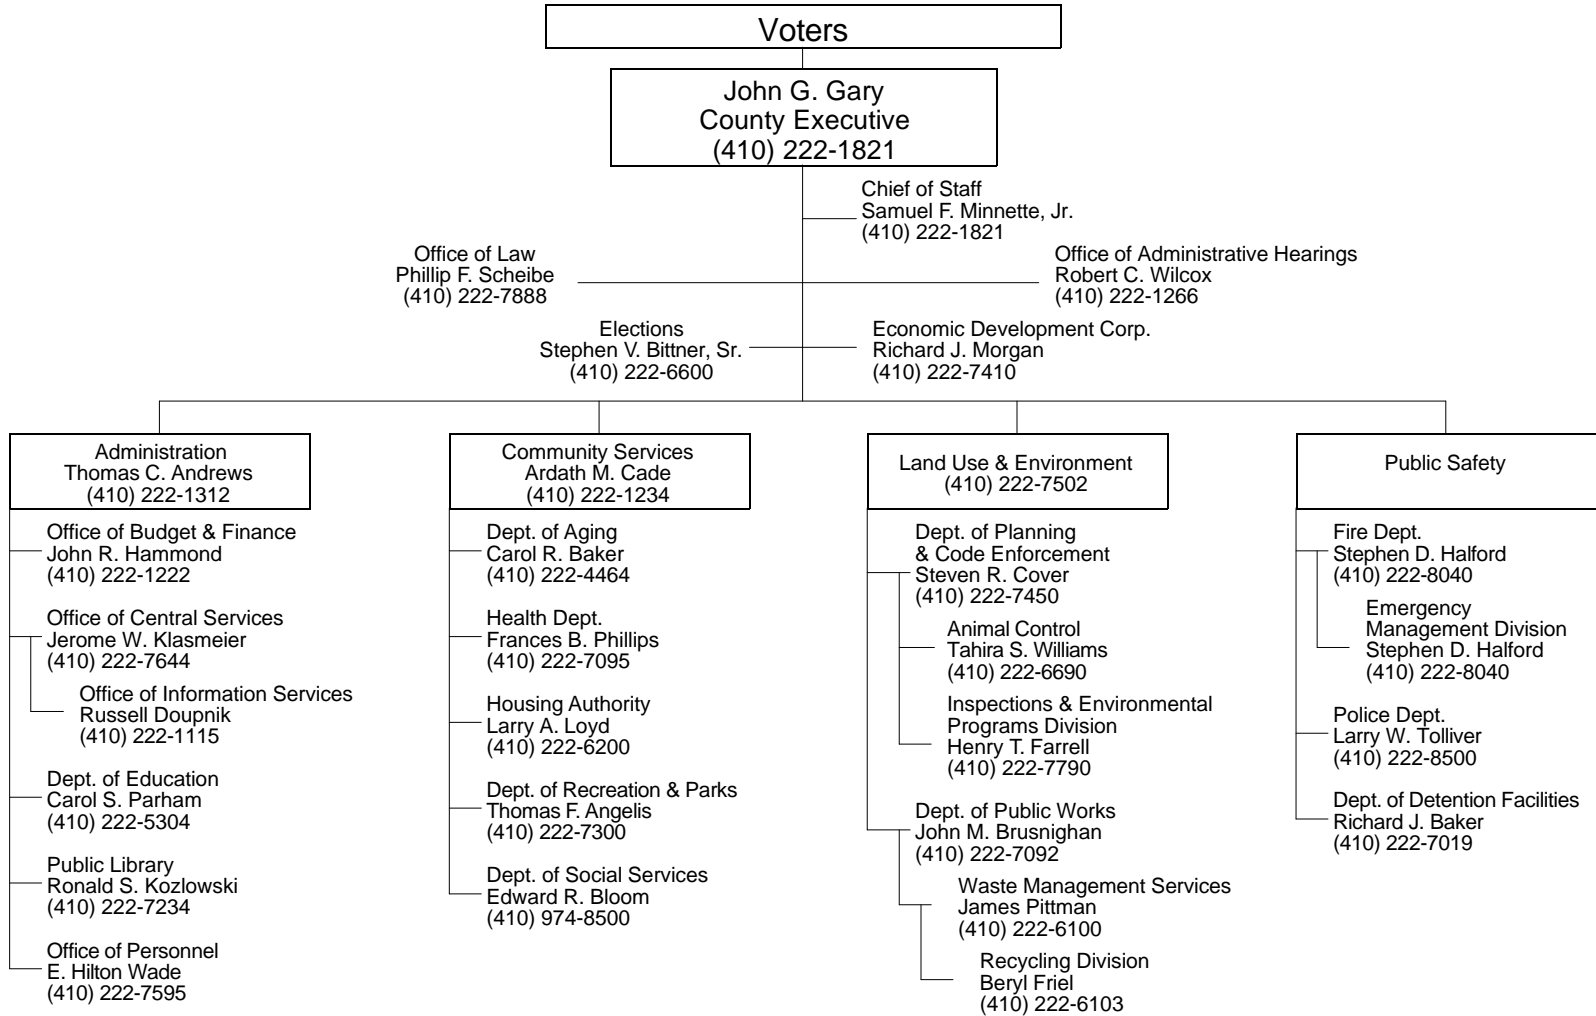 Voters
John G. Gary
County Executive
(410) 222-1821
Chief of Staff
Samuel F. Minnette, Jr.
(410) 222-1821
Office of Law
Phillip F. Scheibe
(410) 222-7888
Office of Administrative Hearings
Robert C. Wilcox
(410) 222-1266
Elections
Stephen V. Bittner, Sr.
(410) 222-6600
Economic Development Corp.
Richard J. Morgan
(410) 222-7410
Administration
Thomas C. Andrews
(410) 222-1312
Office of Budget & Finance
John R. Hammond
(410) 222-1222
Office of Central Services
Jerome W. Klasmeier
(410) 222-7644
Office of Information Services
Russell Doupnik
(410) 222-1115
Dept. of Education
Carol S. Parham
(410) 222-5304
Public Library
Ronald S. Kozlowski
(410) 222-7234
Office of Personnel
E. Hilton Wade
(410) 222-7595
Community Services
Ardath M. Cade
(410) 222-1234
Dept. of Aging
Carol R. Baker
(410) 222-4464
Health Dept.
Frances B. Phillips
(410) 222-7095
Housing Authority
Larry A. Loyd
(410) 222-6200
Dept. of Recreation & Parks
Thomas F. Angelis
(410) 222-7300
Dept. of Social Services
Edward R. Bloom
(410) 974-8500
Land Use & Environment
(410) 222-7502
Dept. of Planning
& Code Enforcement
Steven R. Cover
(410) 222-7450
Animal Control
Tahira S. Williams
(410) 222-6690
Inspections & Environmental
Programs Division
Henry T. Farrell
(410) 222-7790
Dept. of Public Works
John M. Brusnighan
(410) 222-7092
Waste Management Services
James Pittman
(410) 222-6100
Recycling Division
Beryl Friel
(410) 222-6103
Public Safety
Fire Dept.
Stephen D. Halford
(410) 222-8040
Emergency
Management Division
Stephen D. Halford
(410) 222-8040
Police Dept.
Larry W. Tolliver
(410) 222-8500
Dept. of Detention Facilities
Richard J. Baker
(410) 222-7019